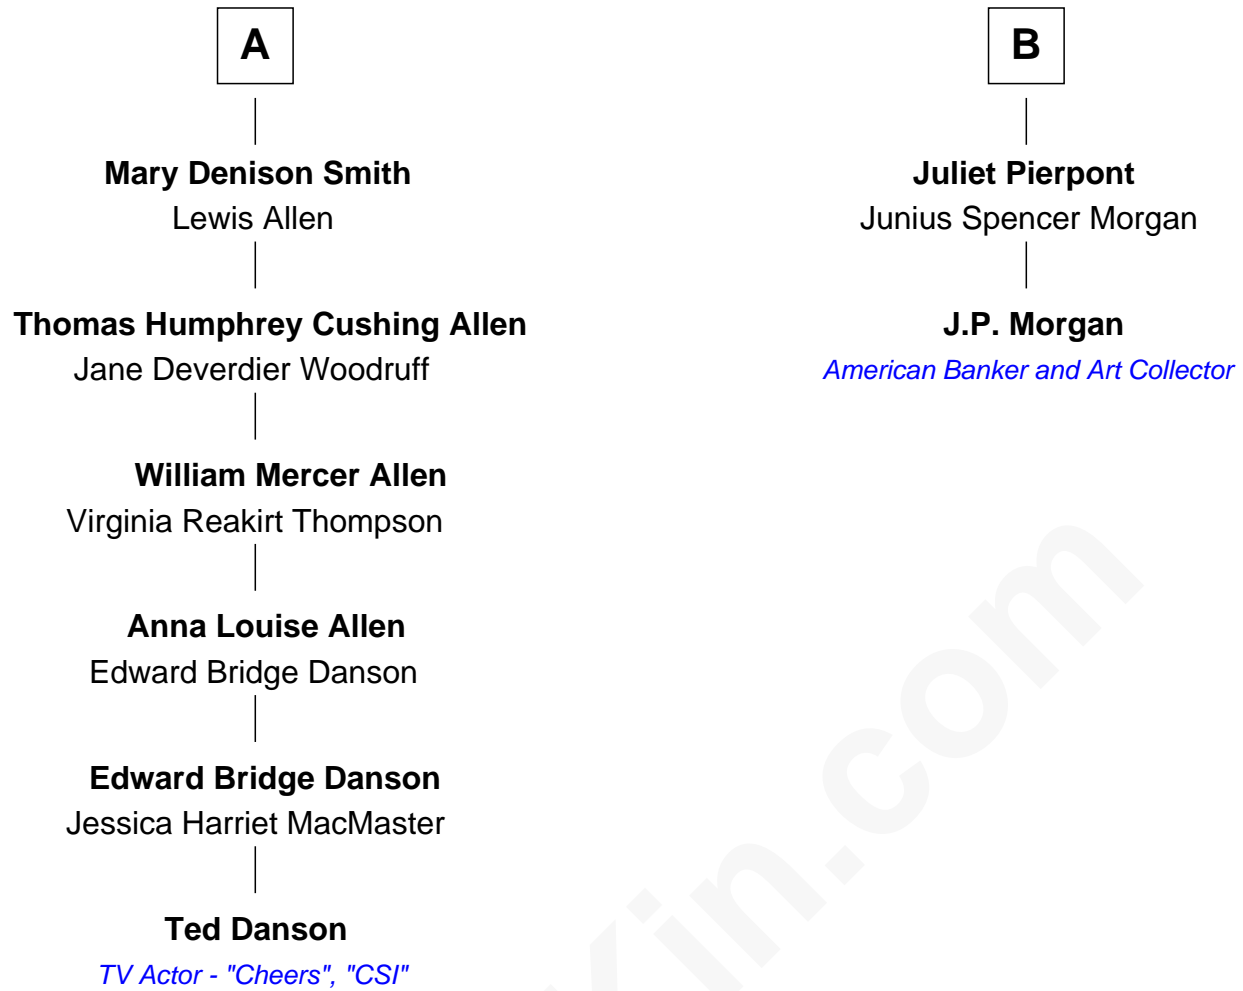 A
Mary Denison Smith
Lewis Allen
Thomas Humphrey Cushing Allen
Jane Deverdier Woodruff
William Mercer Allen
Virginia Reakirt Thompson
Anna Louise Allen
Edward Bridge Danson
Edward Bridge Danson
Jessica Harriet MacMaster
Ted Danson
TV Actor - "Cheers", "CSI"
B
Juliet Pierpont
Junius Spencer Morgan
J.P. Morgan
American Banker and Art Collector
Kin.com